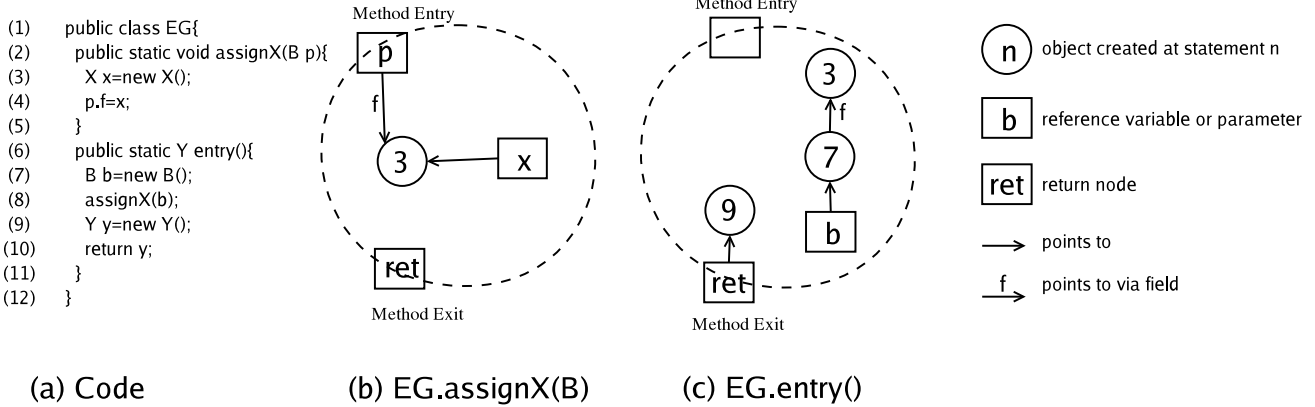 (1) public class EG{
(2) public static void assignX(B p){
(3) X x=new X();
(4) p.f=x;
(5) }
(6) public static Y entry(){
(7) B b=new B();
(8) assignX(b);
(9) Y y=new Y();
(10) return y;
(11) }
(12) }
(a) Code
Method Entry
p
f
3
x
ret
Method Exit
(b) EG.assignX(B)
Method Entry
3
f
7
9
b
ret
Method Exit
(c) EG.entry()
n object created at statement n
b reference variable or parameter
ret return node
points to
f points to via field